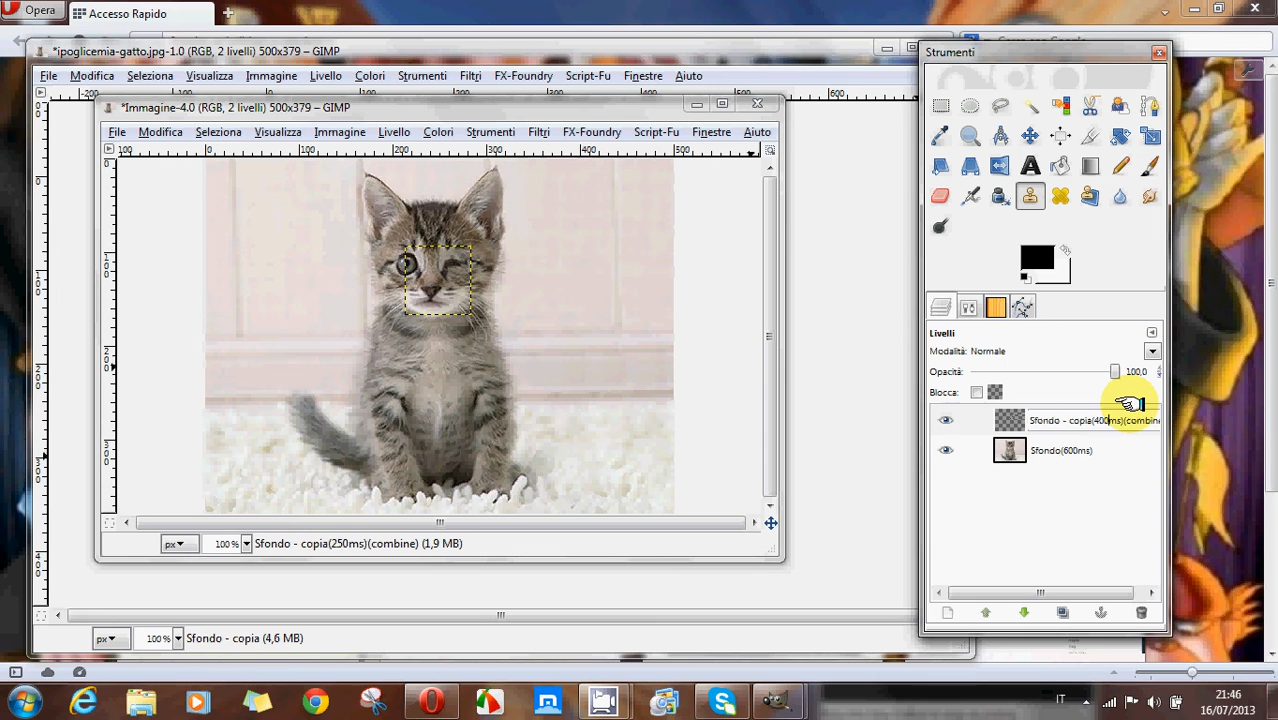 Opera
Accesso Rapido
*ipoglicemia-gatto.jpg-1.0 (RGB, 2 livelli) 500x379 – GIMP
File Modifica Seleziona Visualizza Immagine Livello Colori Strumenti Filtri FX-Foundry Script-Fu Finestre Aiuto
*Immagine-4.0 (RGB, 2 livelli) 500x379 – GIMP
File Modifica Seleziona Visualizza Immagine Livello Colori Strumenti Filtri FX-Foundry Script-Fu Finestre Aiuto
100 0 100 200 300 400 500
px 100 % Sfondo - copia(250ms)(combine) (1,9 MB)
px 100 % Sfondo - copia (4,6 MB)
Strumenti
Livelli
Modalità: Normale
Opacità: 100,0
Blocca:
Sfondo - copia(400ms)(combine
Sfondo(600ms)
IT
21:46
16/07/2013